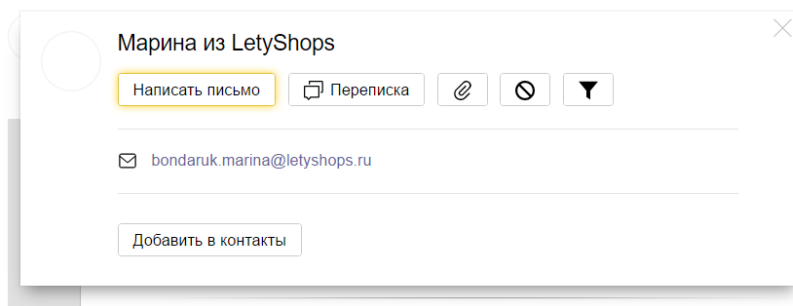 Марина из LetyShops
Написать письмо Переписка
bondaruk.marina@letyshops.ru
Добавить в контакты